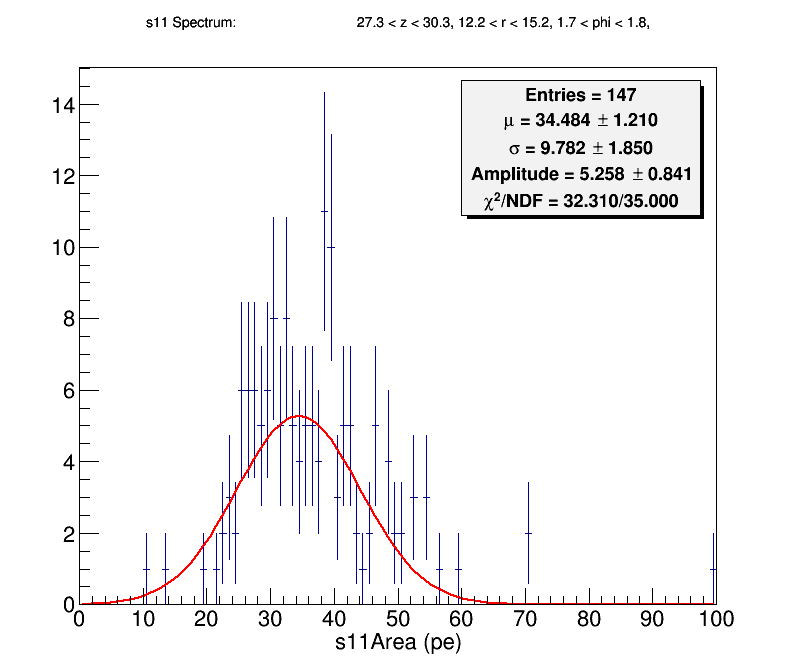 s11 Spectrum: 27.3 < z < 30.3, 12.2 < r < 15.2, 1.7 < phi < 1.8,
Entries = 147
μ = 34.484 ± 1.210
σ = 9.782 ± 1.850
Amplitude = 5.258 ± 0.841
χ²/NDF = 32.310/35.000
14
12
10
8
6
4
2
0
0 10 20 30 40 50 60 70 80 90 100
s11Area (pe)